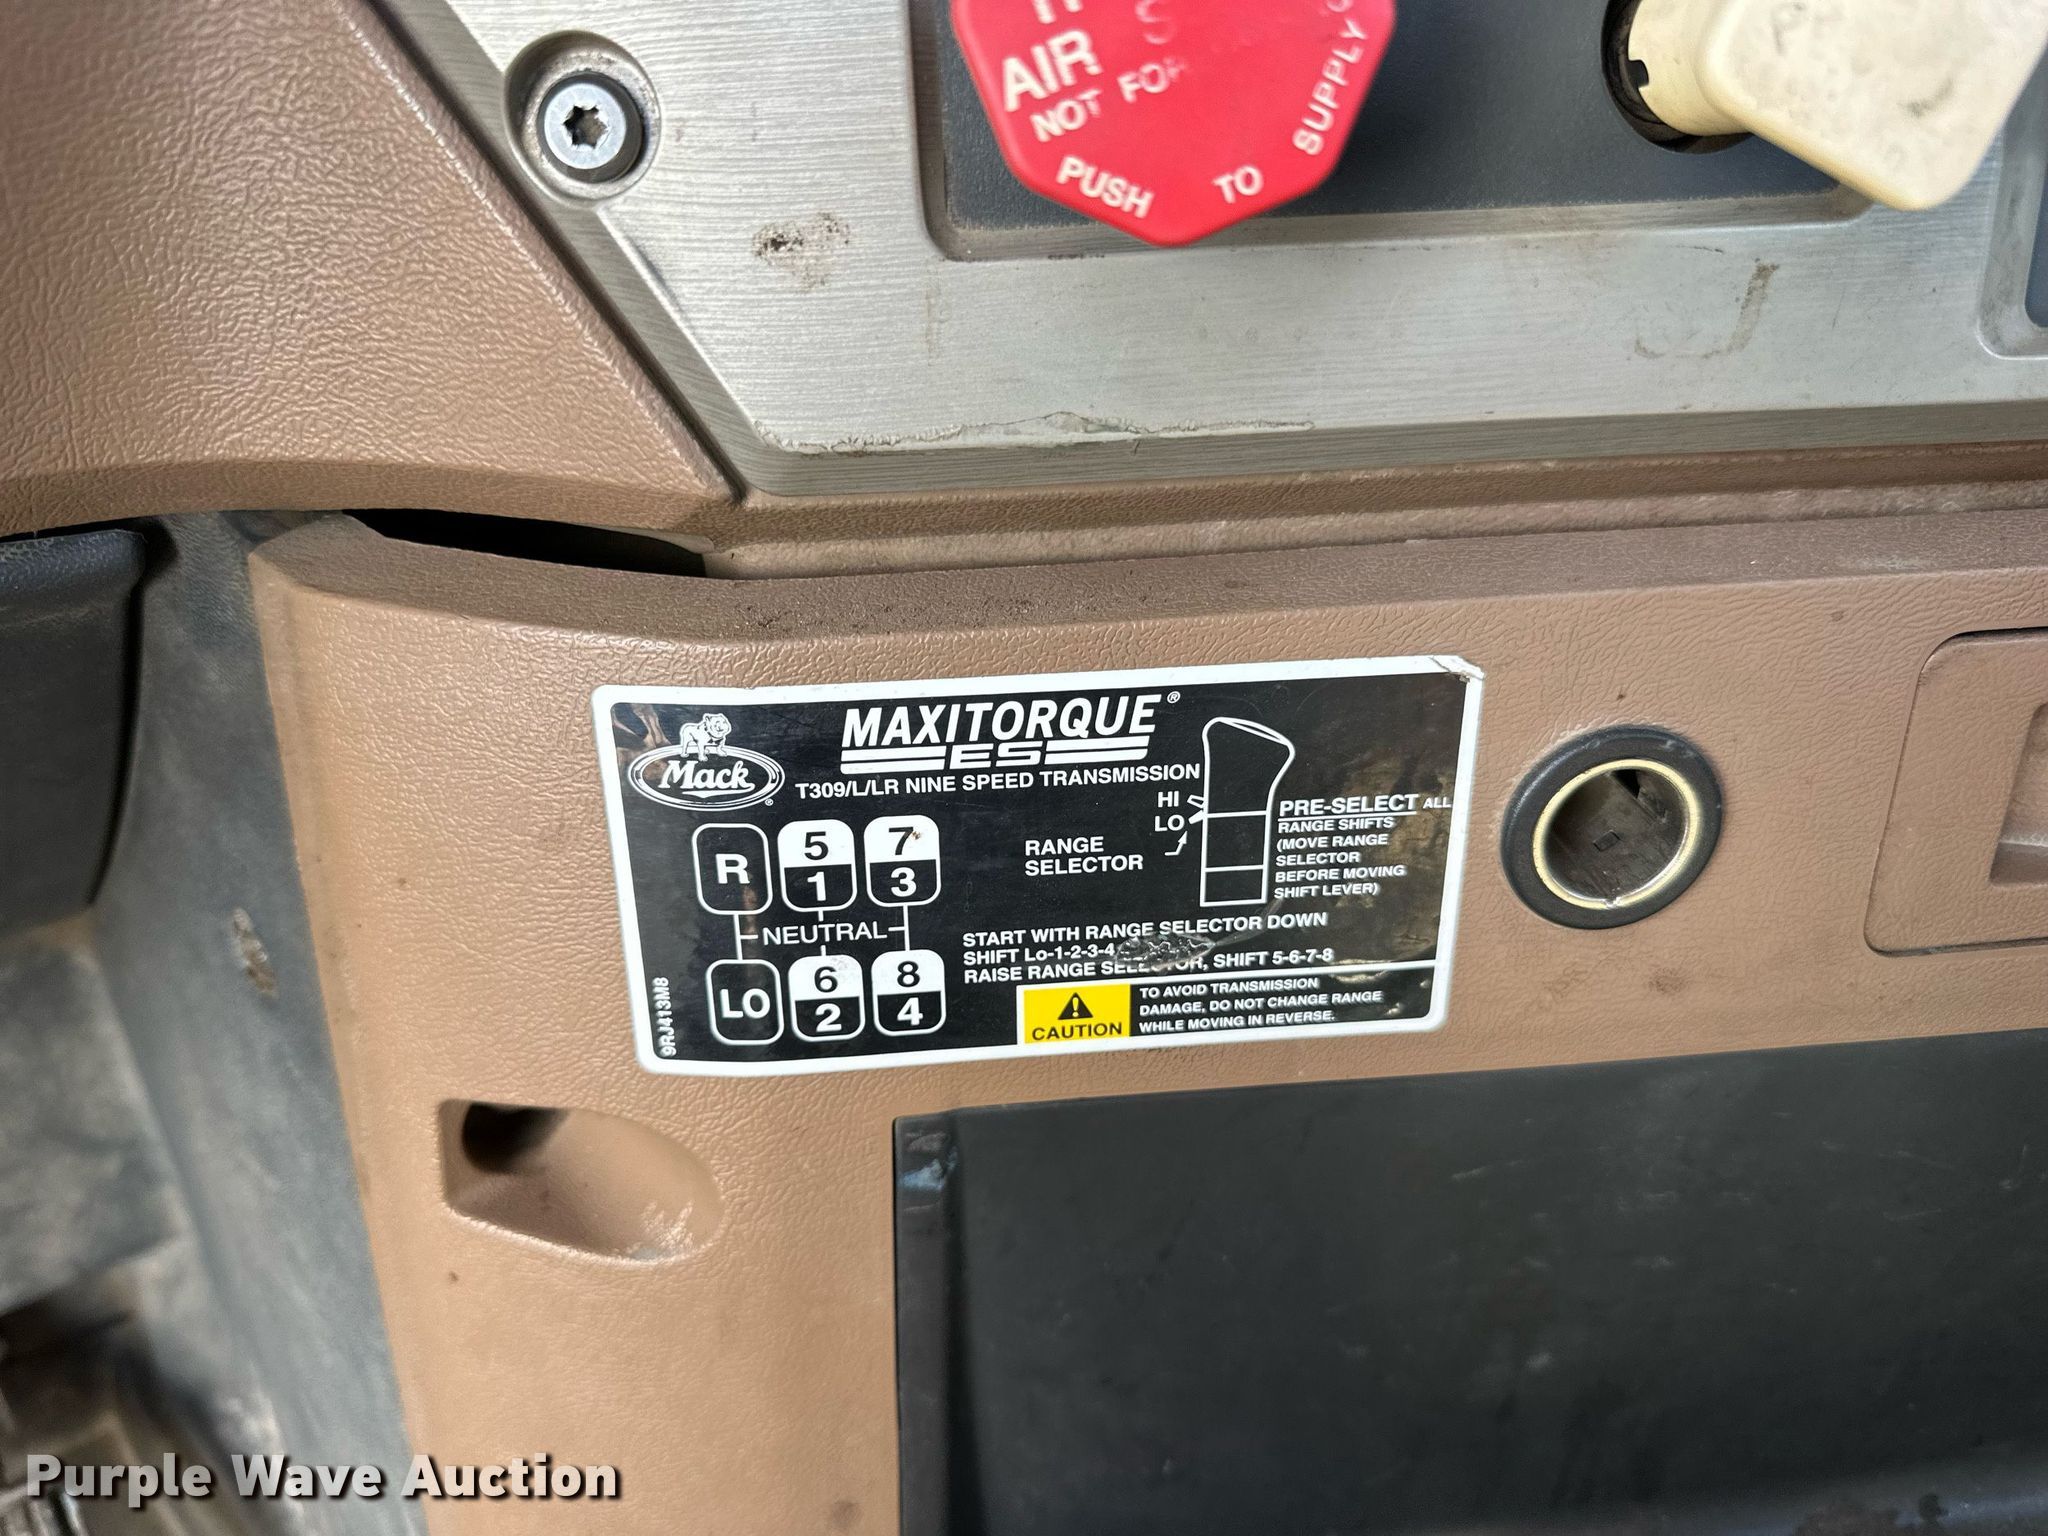 AIR
NOT FOR
PUSH TO SUPPLY
MAXITORQUE®
ES
Mack®
T309/L/LR NINE SPEED TRANSMISSION
HI
LO
RANGE
SELECTOR
PRE-SELECT ALL
RANGE SHIFTS
(MOVE RANGE
SELECTOR
BEFORE MOVING
SHIFT LEVER)
R 5 7
1 3
NEUTRAL
LO 6 8
2 4
START WITH RANGE SELECTOR DOWN
SHIFT Lo-1-2-3-4
RAISE RANGE SELECTOR, SHIFT 5-6-7-8
CAUTION
TO AVOID TRANSMISSION
DAMAGE, DO NOT CHANGE RANGE
WHILE MOVING IN REVERSE.
9RJ413M8
Purple Wave Auction